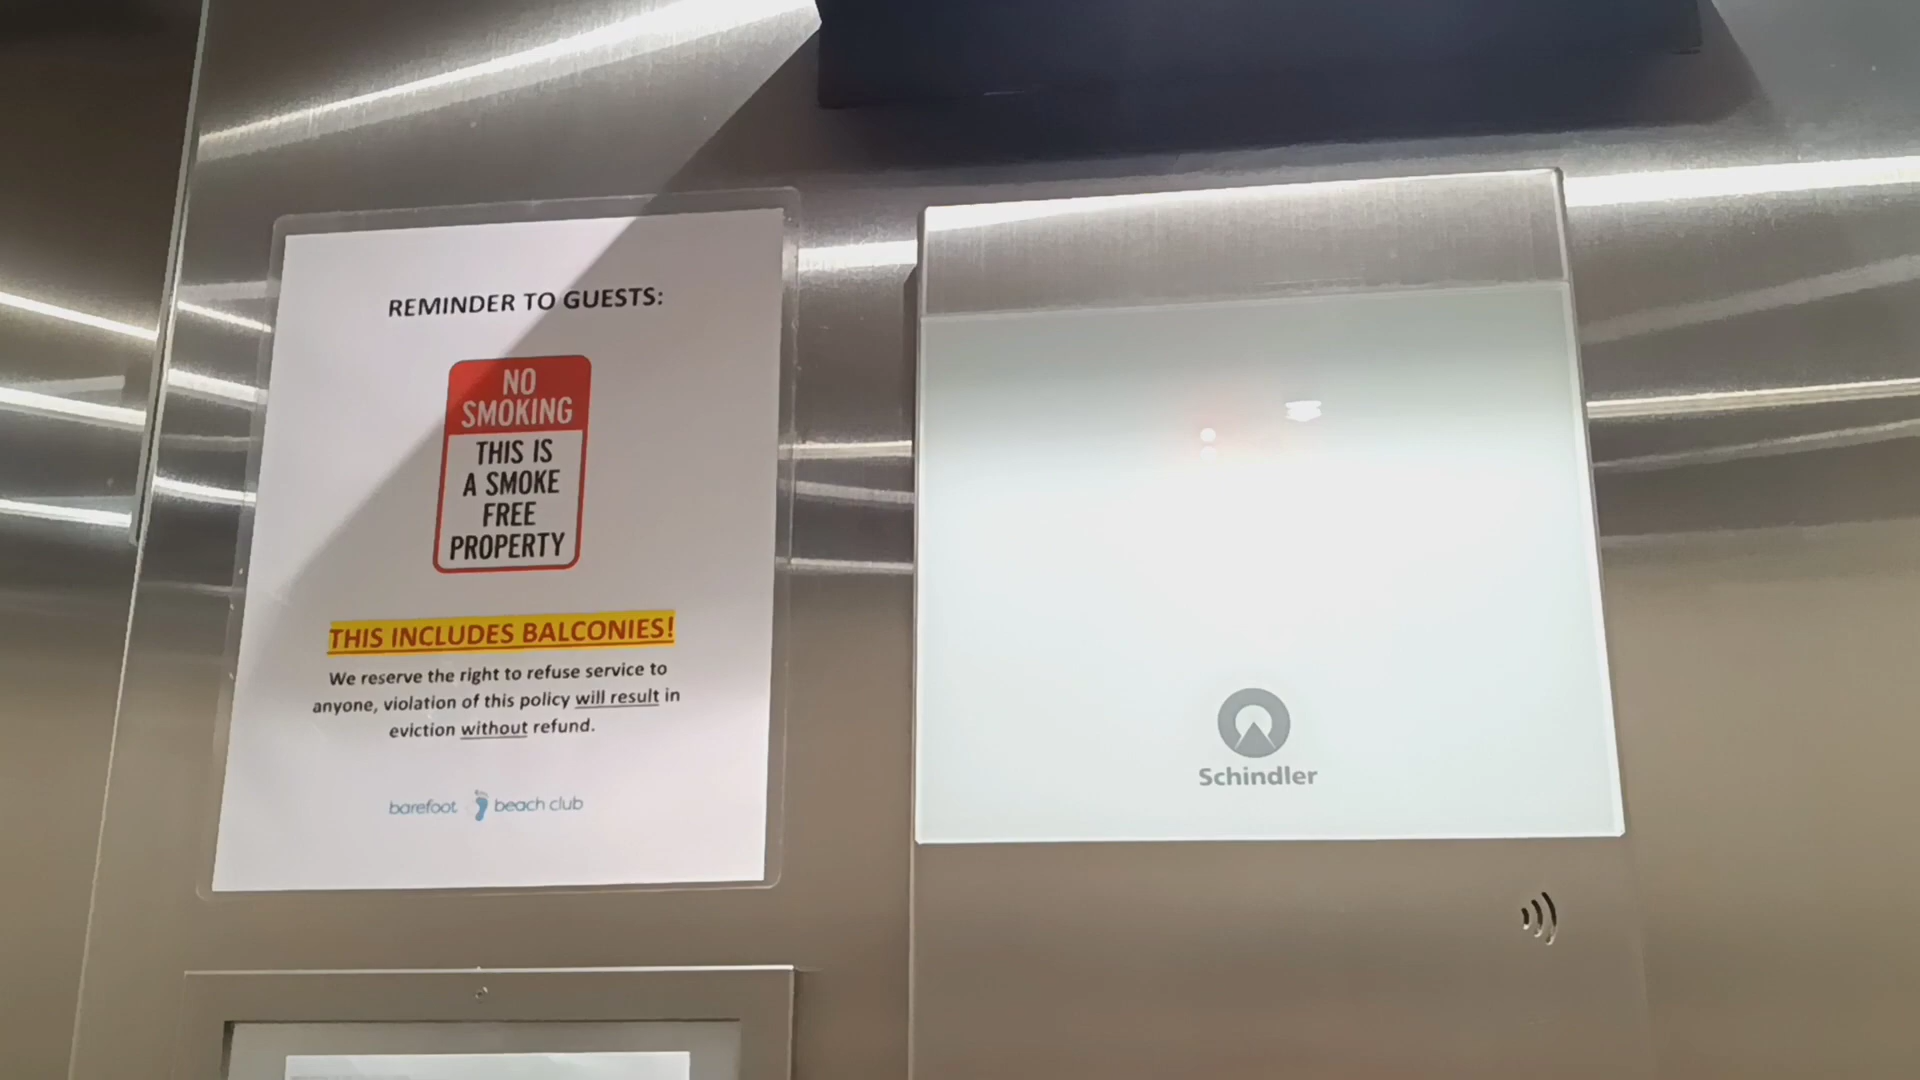 REMINDER TO GUESTS:
NO
SMOKING
THIS IS
A SMOKE
FREE
PROPERTY
THIS INCLUDES BALCONIES!
We reserve the right to refuse service to
anyone, violation of this policy will result in
eviction without refund.
barefoot beach club
Schindler